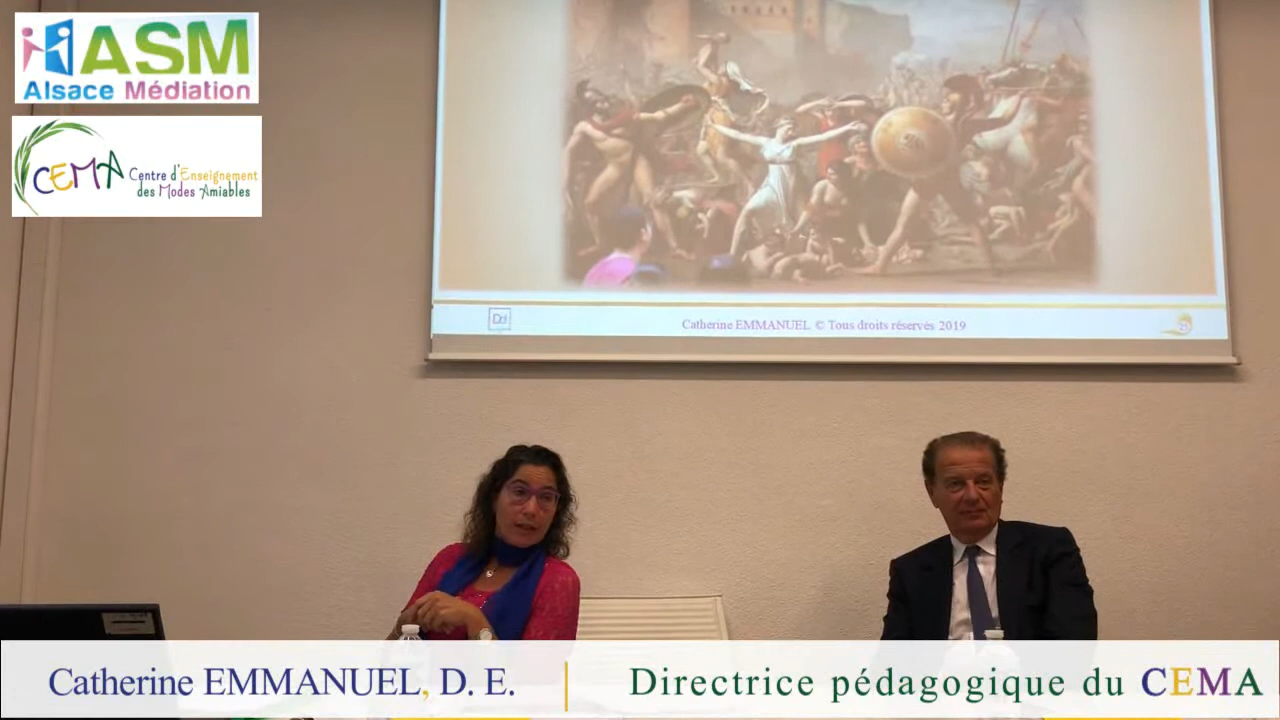 ASM
Alsace Médiation
CEMA Centre d'Enseignement
des Modes Amiables
Catherine EMMANUEL © Tous droits réservés 2019
25
Catherine EMMANUEL, D. E.
Directrice pédagogique du CEMA